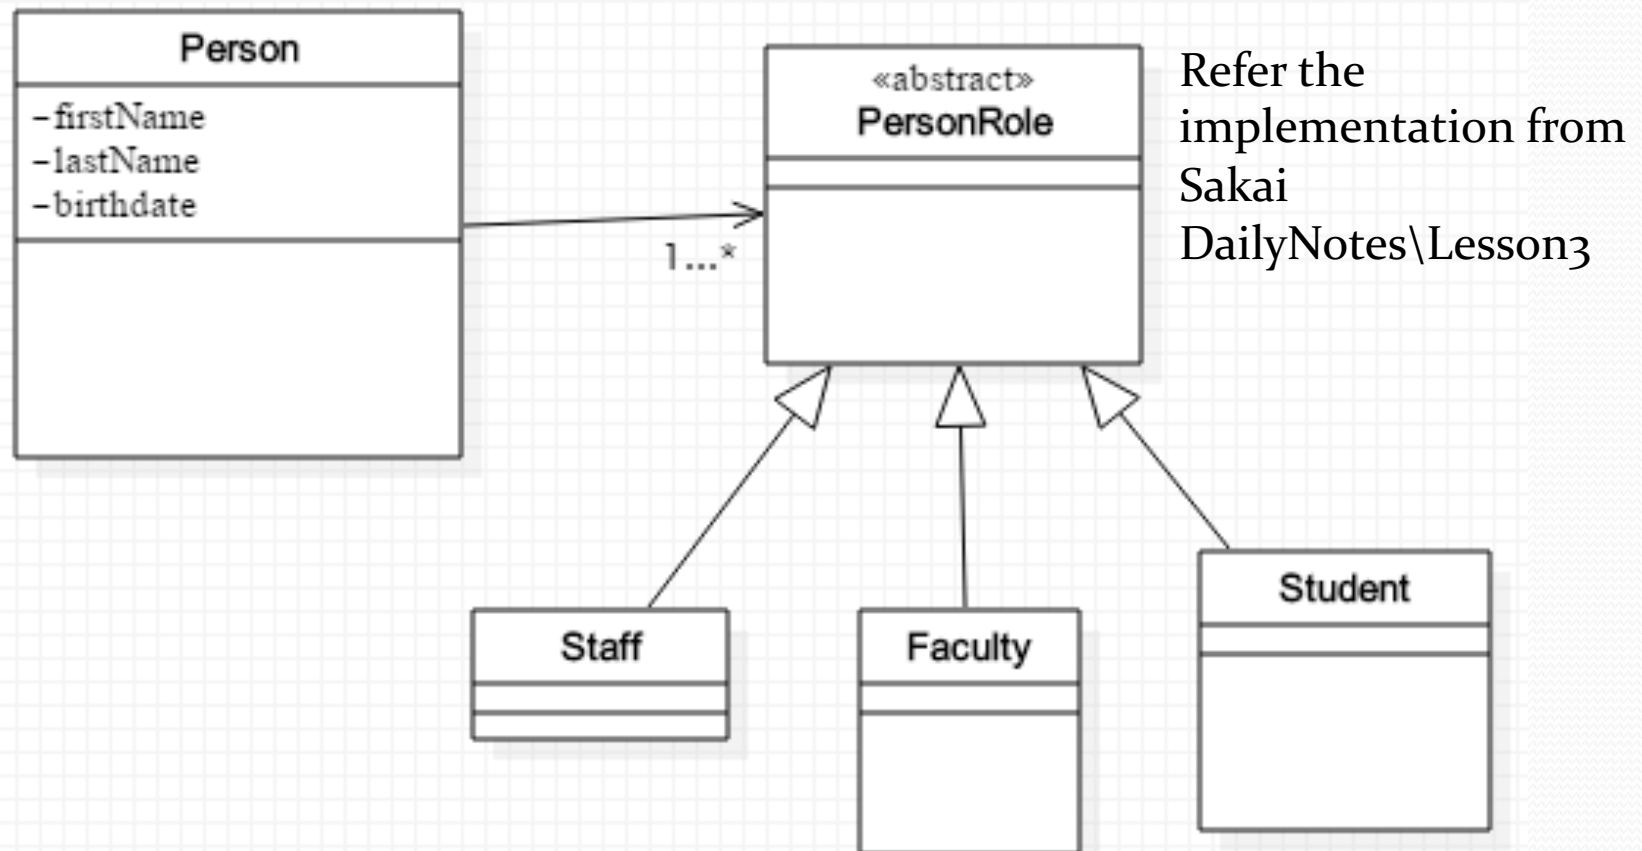 Person
-firstName
-lastName
-birthdate
1...*
«abstract»
PersonRole
Refer the
implementation from
Sakai
DailyNotes\Lesson3
Staff
Faculty
Student